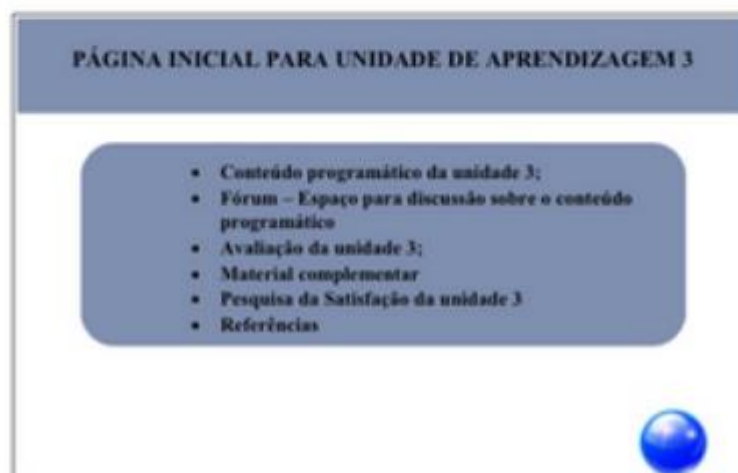 PÁGINA INICIAL PARA UNIDADE DE APRENDIZAGEM 3
• Conteúdo programático da unidade 3;
• Fórum – Espaço para discussão sobre o conteúdo
programático
• Avaliação da unidade 3;
• Material complementar
• Pesquisa da Satisfação da unidade 3
• Referências